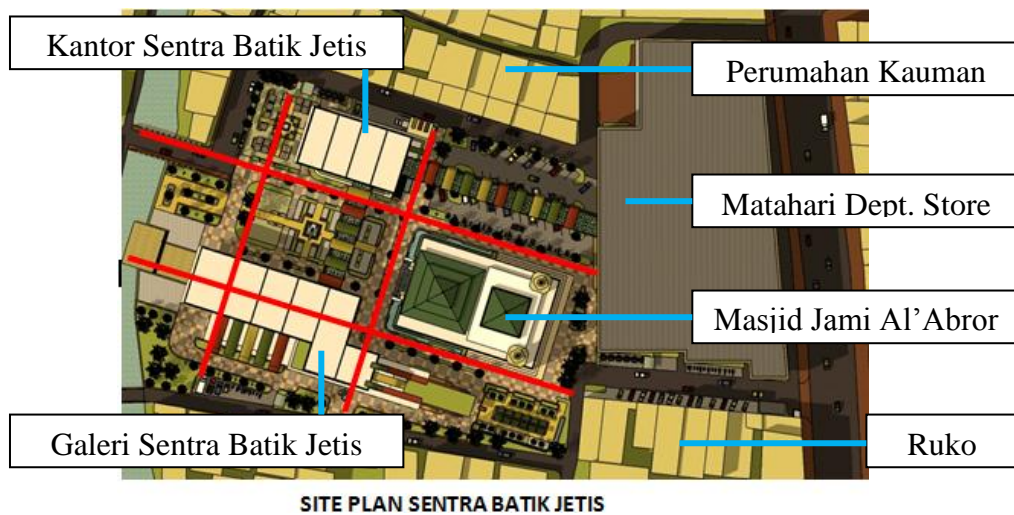 Kantor Sentra Batik Jetis
Perumahan Kauman
Matahari Dept. Store
Masjid Jami Al’Abror
Galeri Sentra Batik Jetis
Ruko
SITE PLAN SENTRA BATIK JETIS